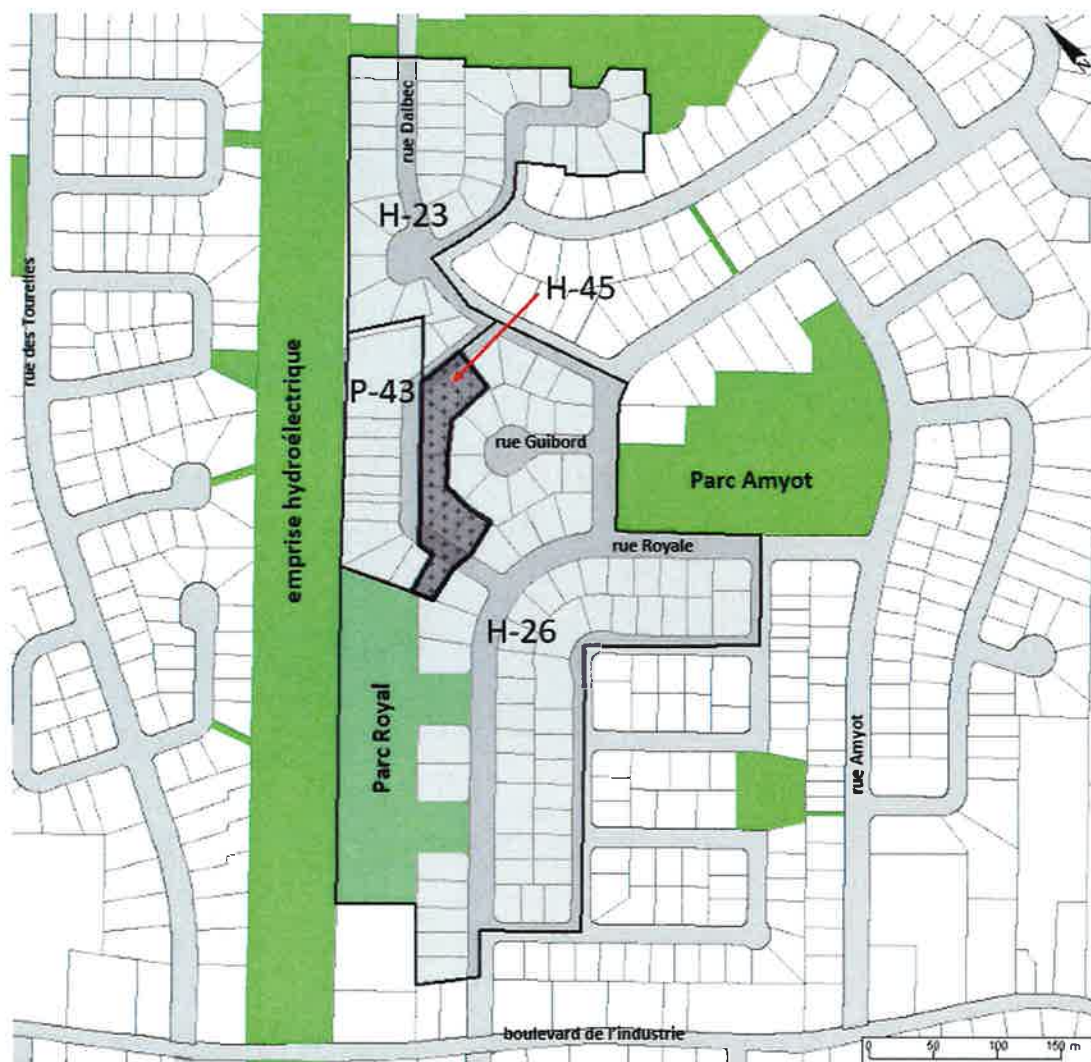 N
rue Dalbec
H-23
H-45
rue des Tourelles
P-43
emprise hydroélectrique
rue Guibord
Parc Amyot
rue Royale
H-26
Parc Royal
rue Amyot
boulevard de l'industrie
0 50 100 150 m